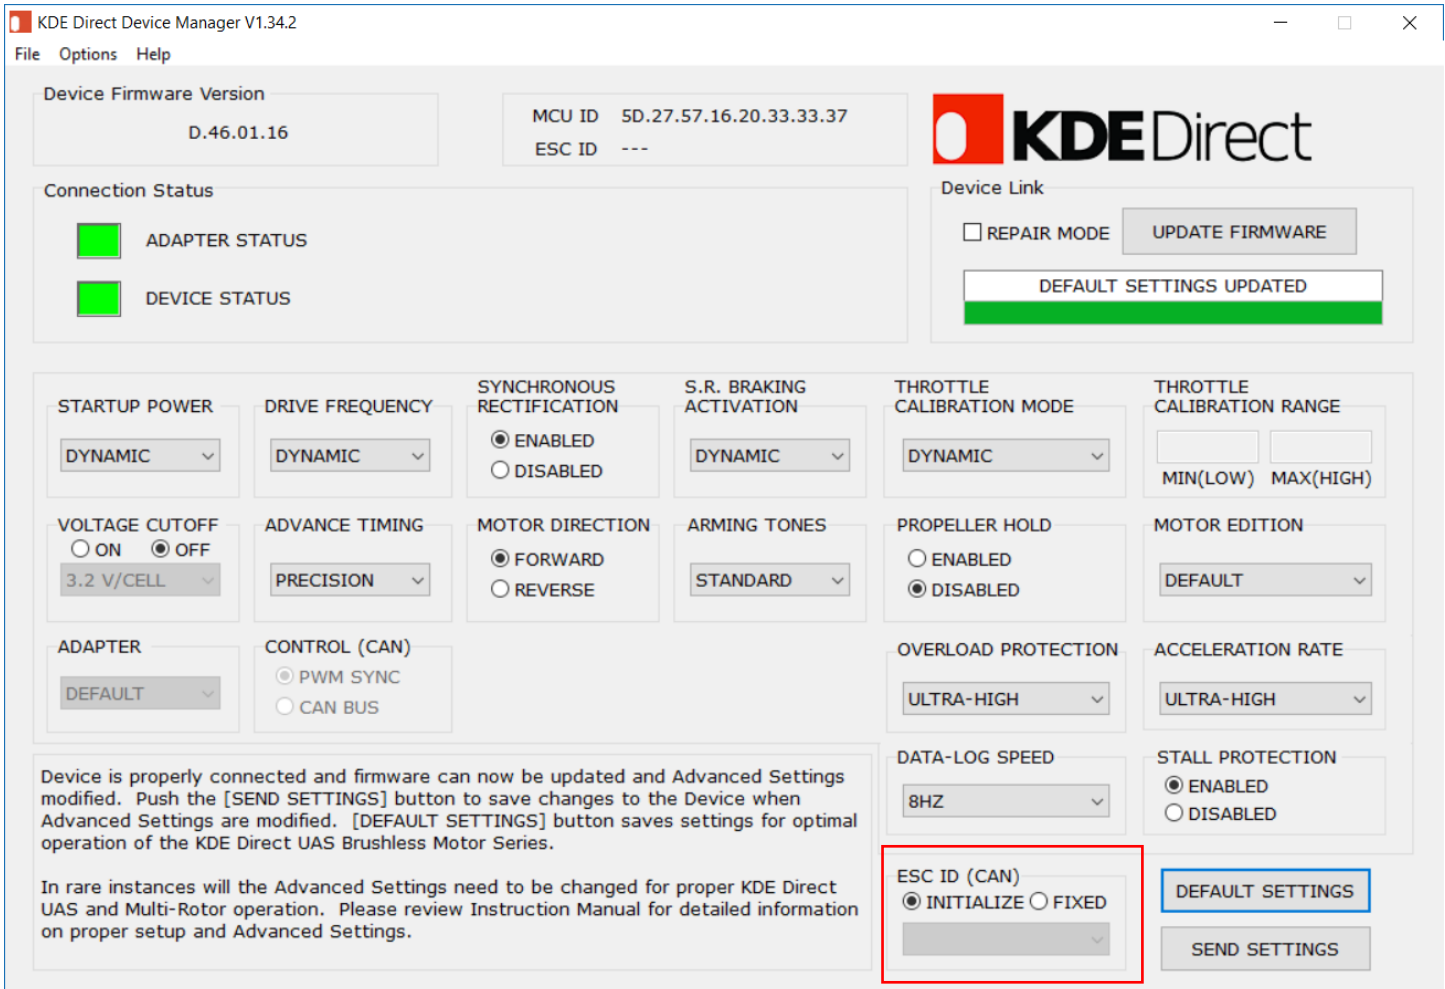 KDE Direct Device Manager V1.34.2
File Options Help
Device Firmware Version
D.46.01.16
MCU ID 5D.27.57.16.20.33.33.37
ESC ID ---
KDE Direct
Connection Status
ADAPTER STATUS
DEVICE STATUS
Device Link
REPAIR MODE
UPDATE FIRMWARE
DEFAULT SETTINGS UPDATED
STARTUP POWER
DYNAMIC
DRIVE FREQUENCY
DYNAMIC
SYNCHRONOUS
RECTIFICATION
ENABLED
DISABLED
S.R. BRAKING
ACTIVATION
DYNAMIC
THROTTLE
CALIBRATION MODE
DYNAMIC
THROTTLE
CALIBRATION RANGE
MIN(LOW) MAX(HIGH)
VOLTAGE CUTOFF
ON OFF
3.2 V/CELL
ADVANCE TIMING
PRECISION
MOTOR DIRECTION
FORWARD
REVERSE
ARMING TONES
STANDARD
PROPELLER HOLD
ENABLED
DISABLED
MOTOR EDITION
DEFAULT
ADAPTER
DEFAULT
CONTROL (CAN)
PWM SYNC
CAN BUS
OVERLOAD PROTECTION
ULTRA-HIGH
ACCELERATION RATE
ULTRA-HIGH
DATA-LOG SPEED
8HZ
STALL PROTECTION
ENABLED
DISABLED
Device is properly connected and firmware can now be updated and Advanced Settings
modified. Push the [SEND SETTINGS] button to save changes to the Device when
Advanced Settings are modified. [DEFAULT SETTINGS] button saves settings for optimal
operation of the KDE Direct UAS Brushless Motor Series.
In rare instances will the Advanced Settings need to be changed for proper KDE Direct
UAS and Multi-Rotor operation. Please review Instruction Manual for detailed information
on proper setup and Advanced Settings.
ESC ID (CAN)
INITIALIZE FIXED
DEFAULT SETTINGS
SEND SETTINGS